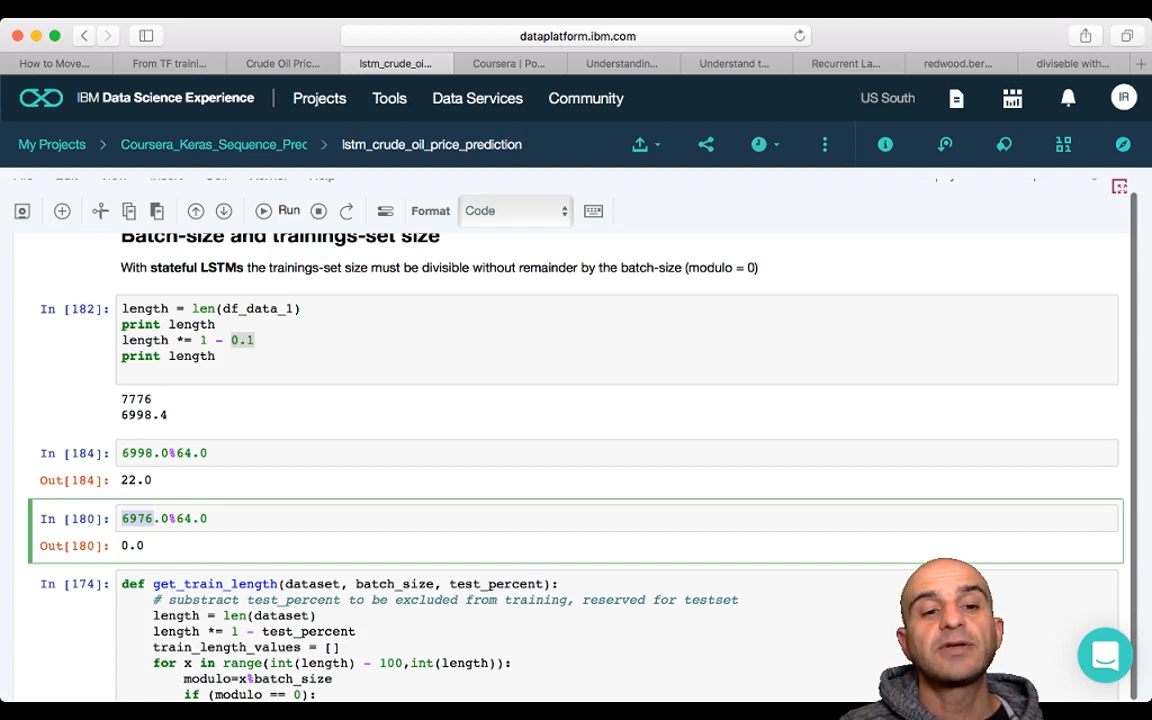 dataplatform.ibm.com
How to Move...
From TF traini...
Crude Oil Pric...
lstm_crude_oi...
Coursera | Po...
Understandin...
Understand t...
Recurrent La...
redwood.ber...
diviseble with...
IBM Data Science Experience
Projects
Tools
Data Services
Community
US South
IR
My Projects
Coursera_Keras_Sequence_Prec
lstm_crude_oil_price_prediction
Run
Format
Code
Batch-size and trainings-set size
With stateful LSTMs the trainings-set size must be divisible without remainder by the batch-size (modulo = 0)
In [182]: length = len(df_data_1)
print length
length *= 1 - 0.1
print length
7776
6998.4
In [184]: 6998.0%64.0
Out[184]: 22.0
In [180]: 6976.0%64.0
Out[180]: 0.0
In [174]: def get_train_length(dataset, batch_size, test_percent):
# substract test_percent to be excluded from training, reserved for testset
length = len(dataset)
length *= 1 - test_percent
train_length_values = []
for x in range(int(length) - 100,int(length)):
modulo=x%batch_size
if (modulo == 0):